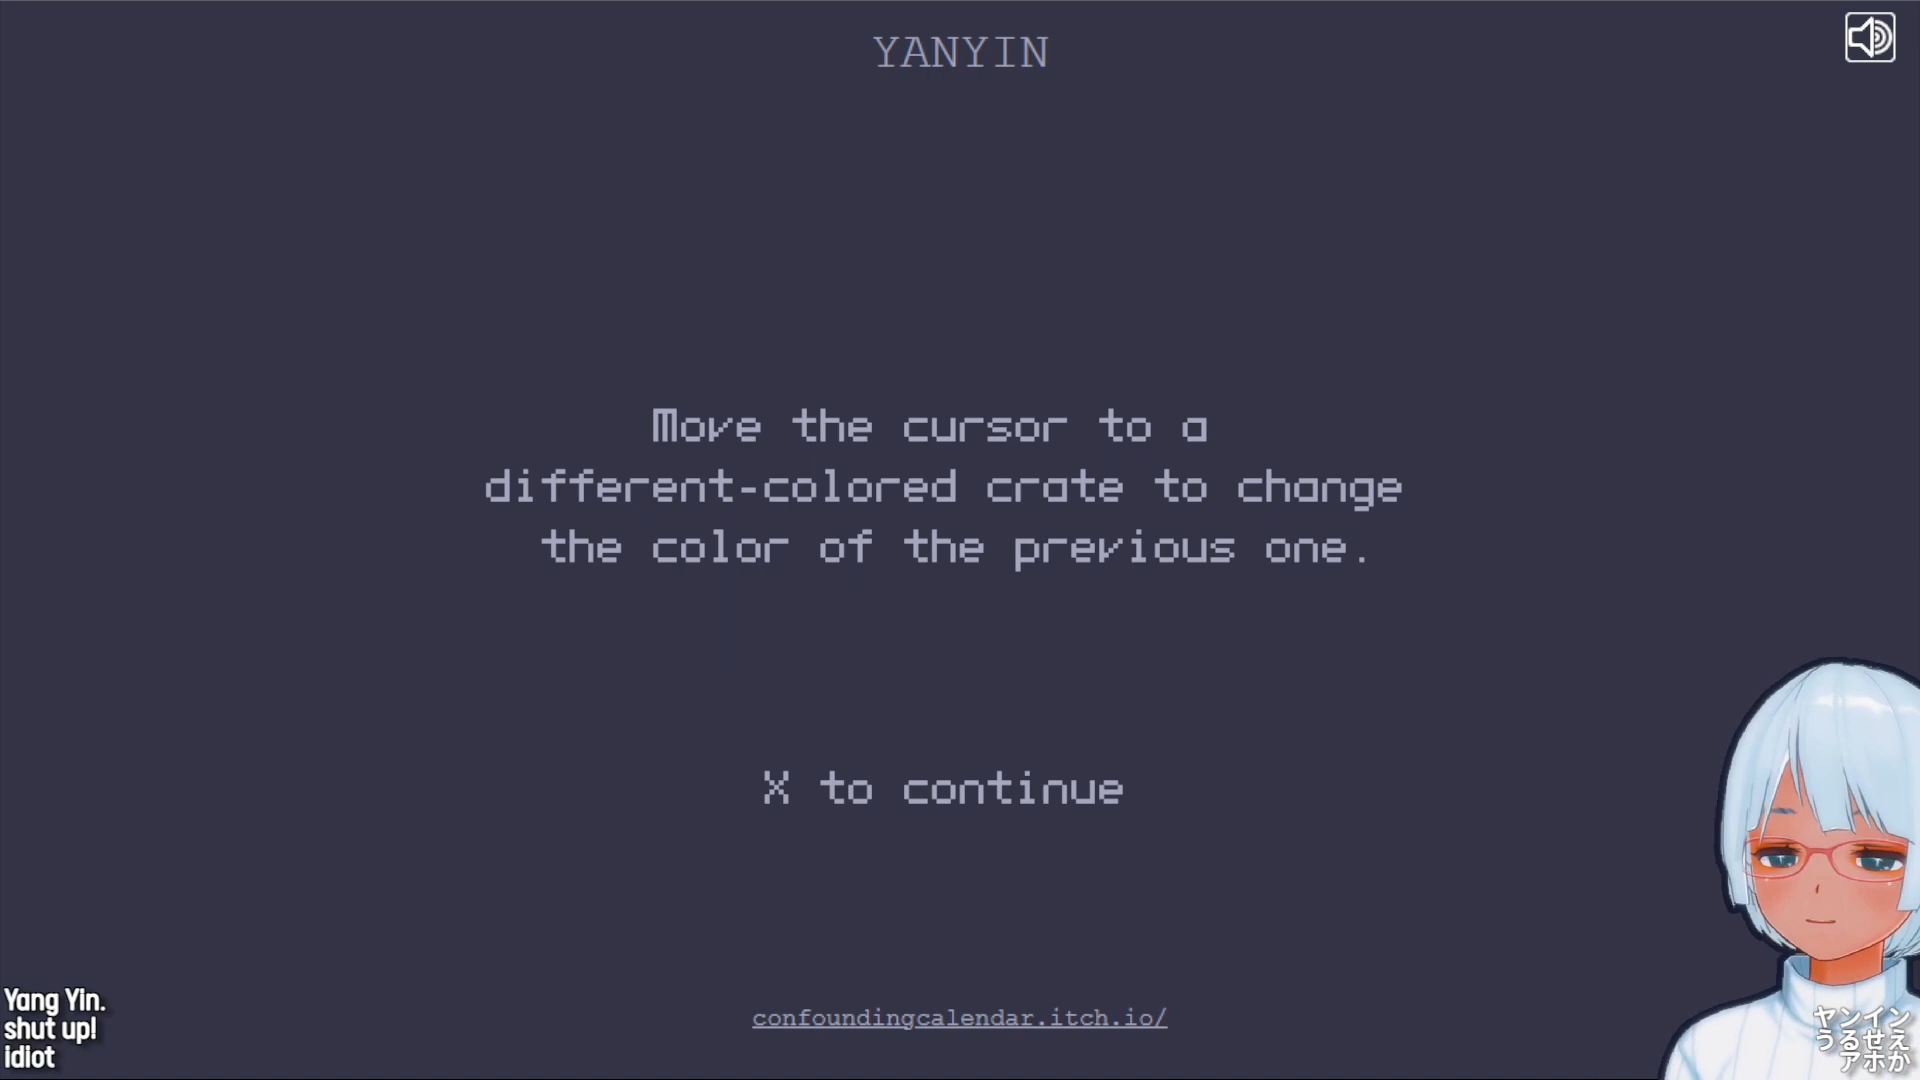 YANYIN
Move the cursor to a
different-colored crate to change
the color of the previous one.
X to continue
confoundingcalendar.itch.io/
Yang Yin.
shut up!
idiot
ヤンイン
うるせえ
アホか